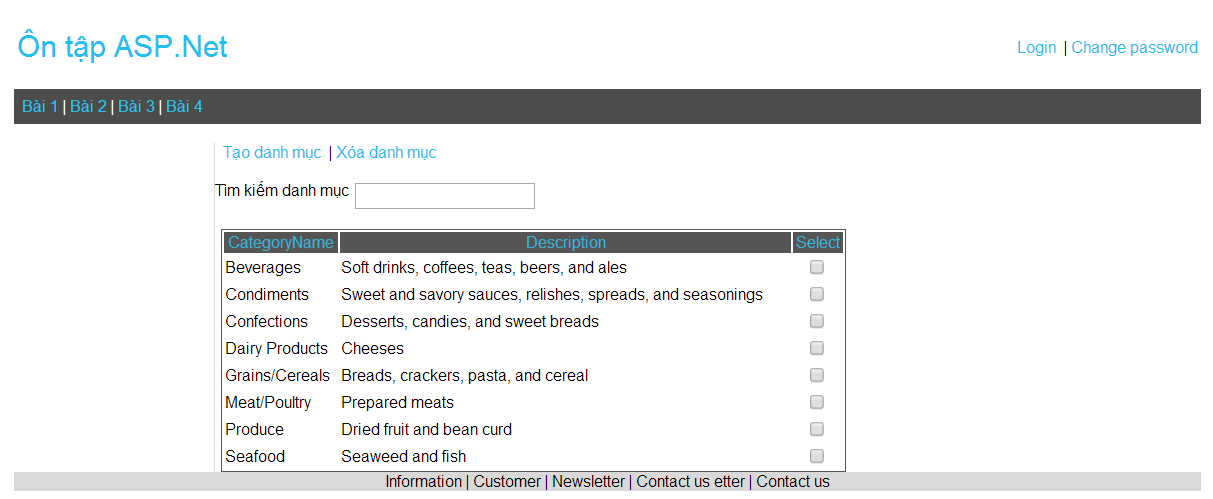 Ôn tập ASP.Net
Login | Change password
Bài 1 | Bài 2 | Bài 3 | Bài 4
Tạo danh mục | Xóa danh mục
Tìm kiếm danh mục
CategoryName Description Select
Beverages Soft drinks, coffees, teas, beers, and ales
Condiments Sweet and savory sauces, relishes, spreads, and seasonings
Confections Desserts, candies, and sweet breads
Dairy Products Cheeses
Grains/Cereals Breads, crackers, pasta, and cereal
Meat/Poultry Prepared meats
Produce Dried fruit and bean curd
Seafood Seaweed and fish
Information | Customer | Newsletter | Contact us etter | Contact us